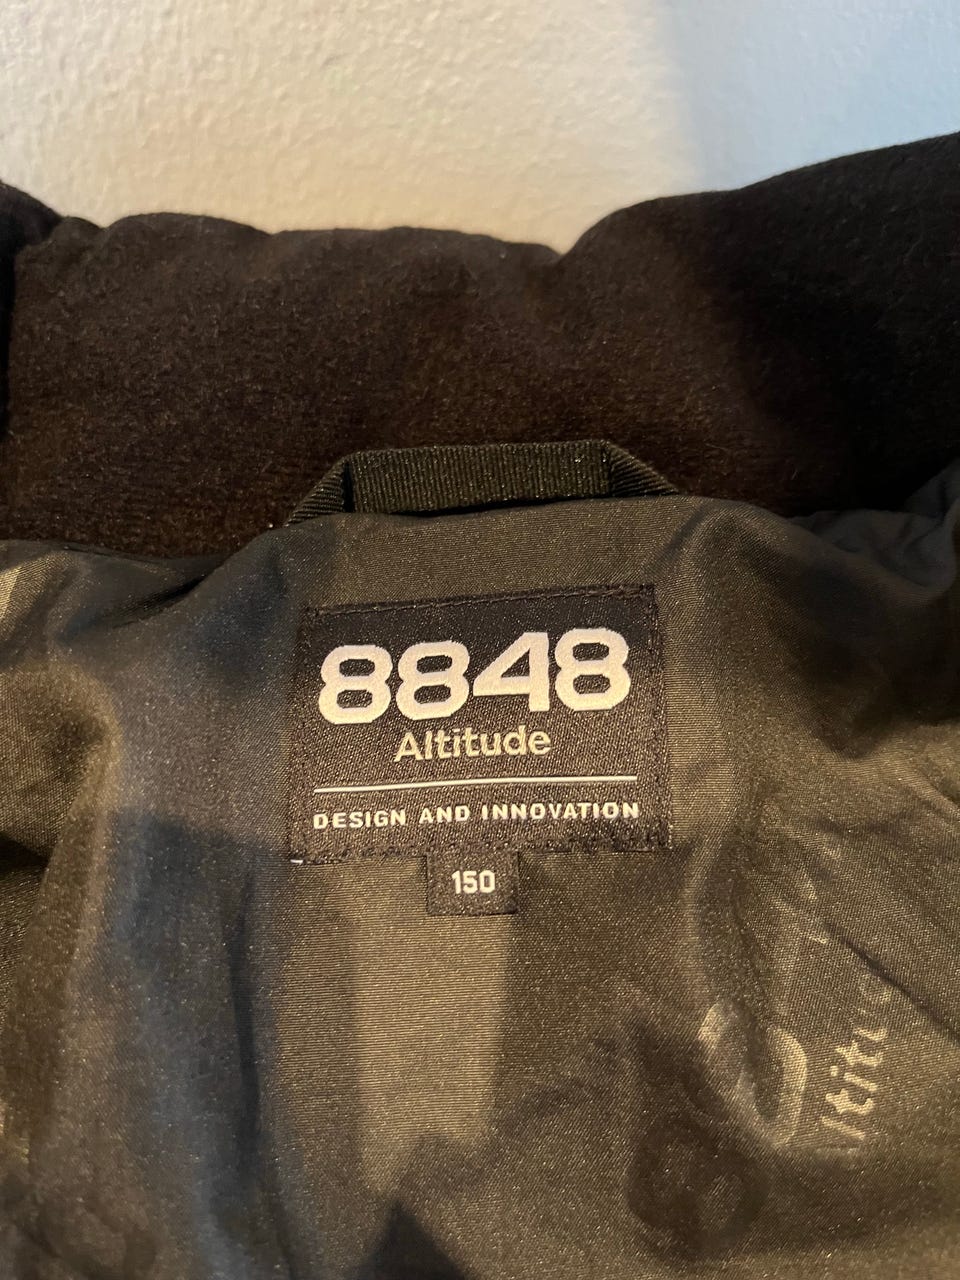 8848
Altitude
DESIGN AND INNOVATION
150